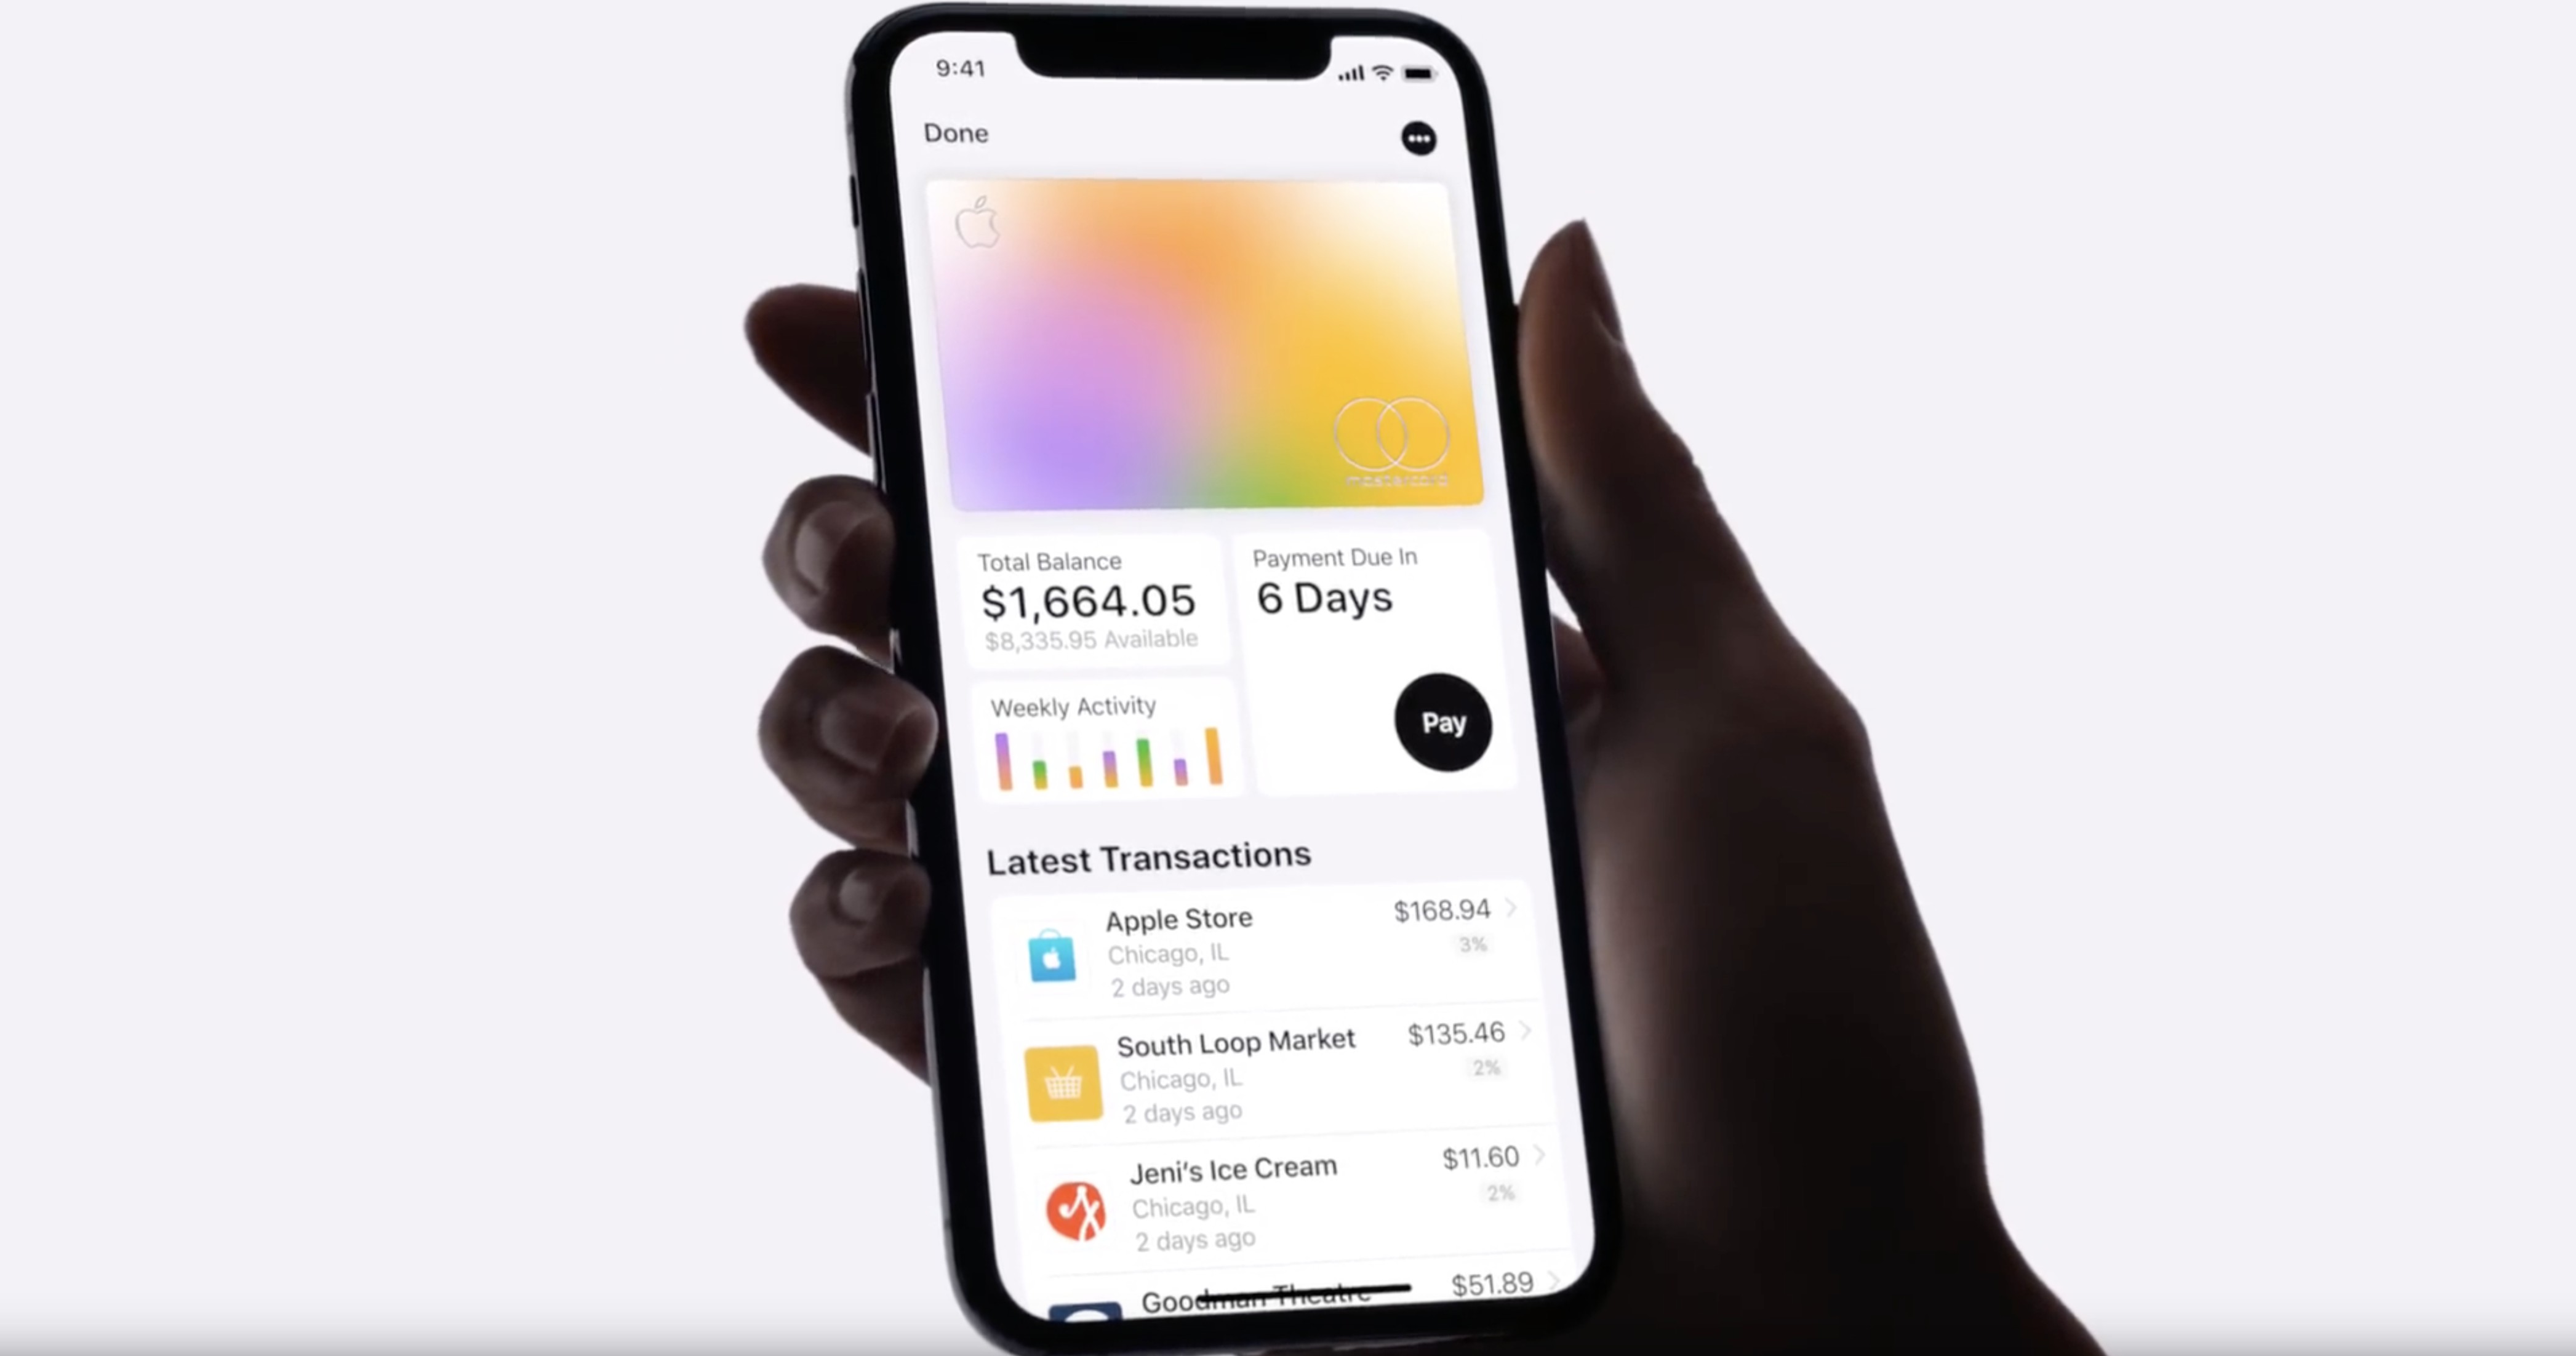 9:41
Done
mastercard
Total Balance
$1,664.05
$8,335.95 Available
Payment Due In
6 Days
Pay
Weekly Activity
Latest Transactions
Apple Store
$168.94
Chicago, IL
3%
2 days ago
South Loop Market
$135.46
Chicago, IL
2%
2 days ago
Jeni's Ice Cream
$11.60
Chicago, IL
2%
2 days ago
Goodman Theatre
$51.89